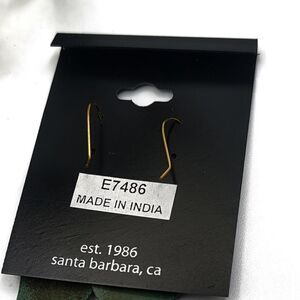 E7486
MADE IN INDIA
est. 1986
santa barbara, ca